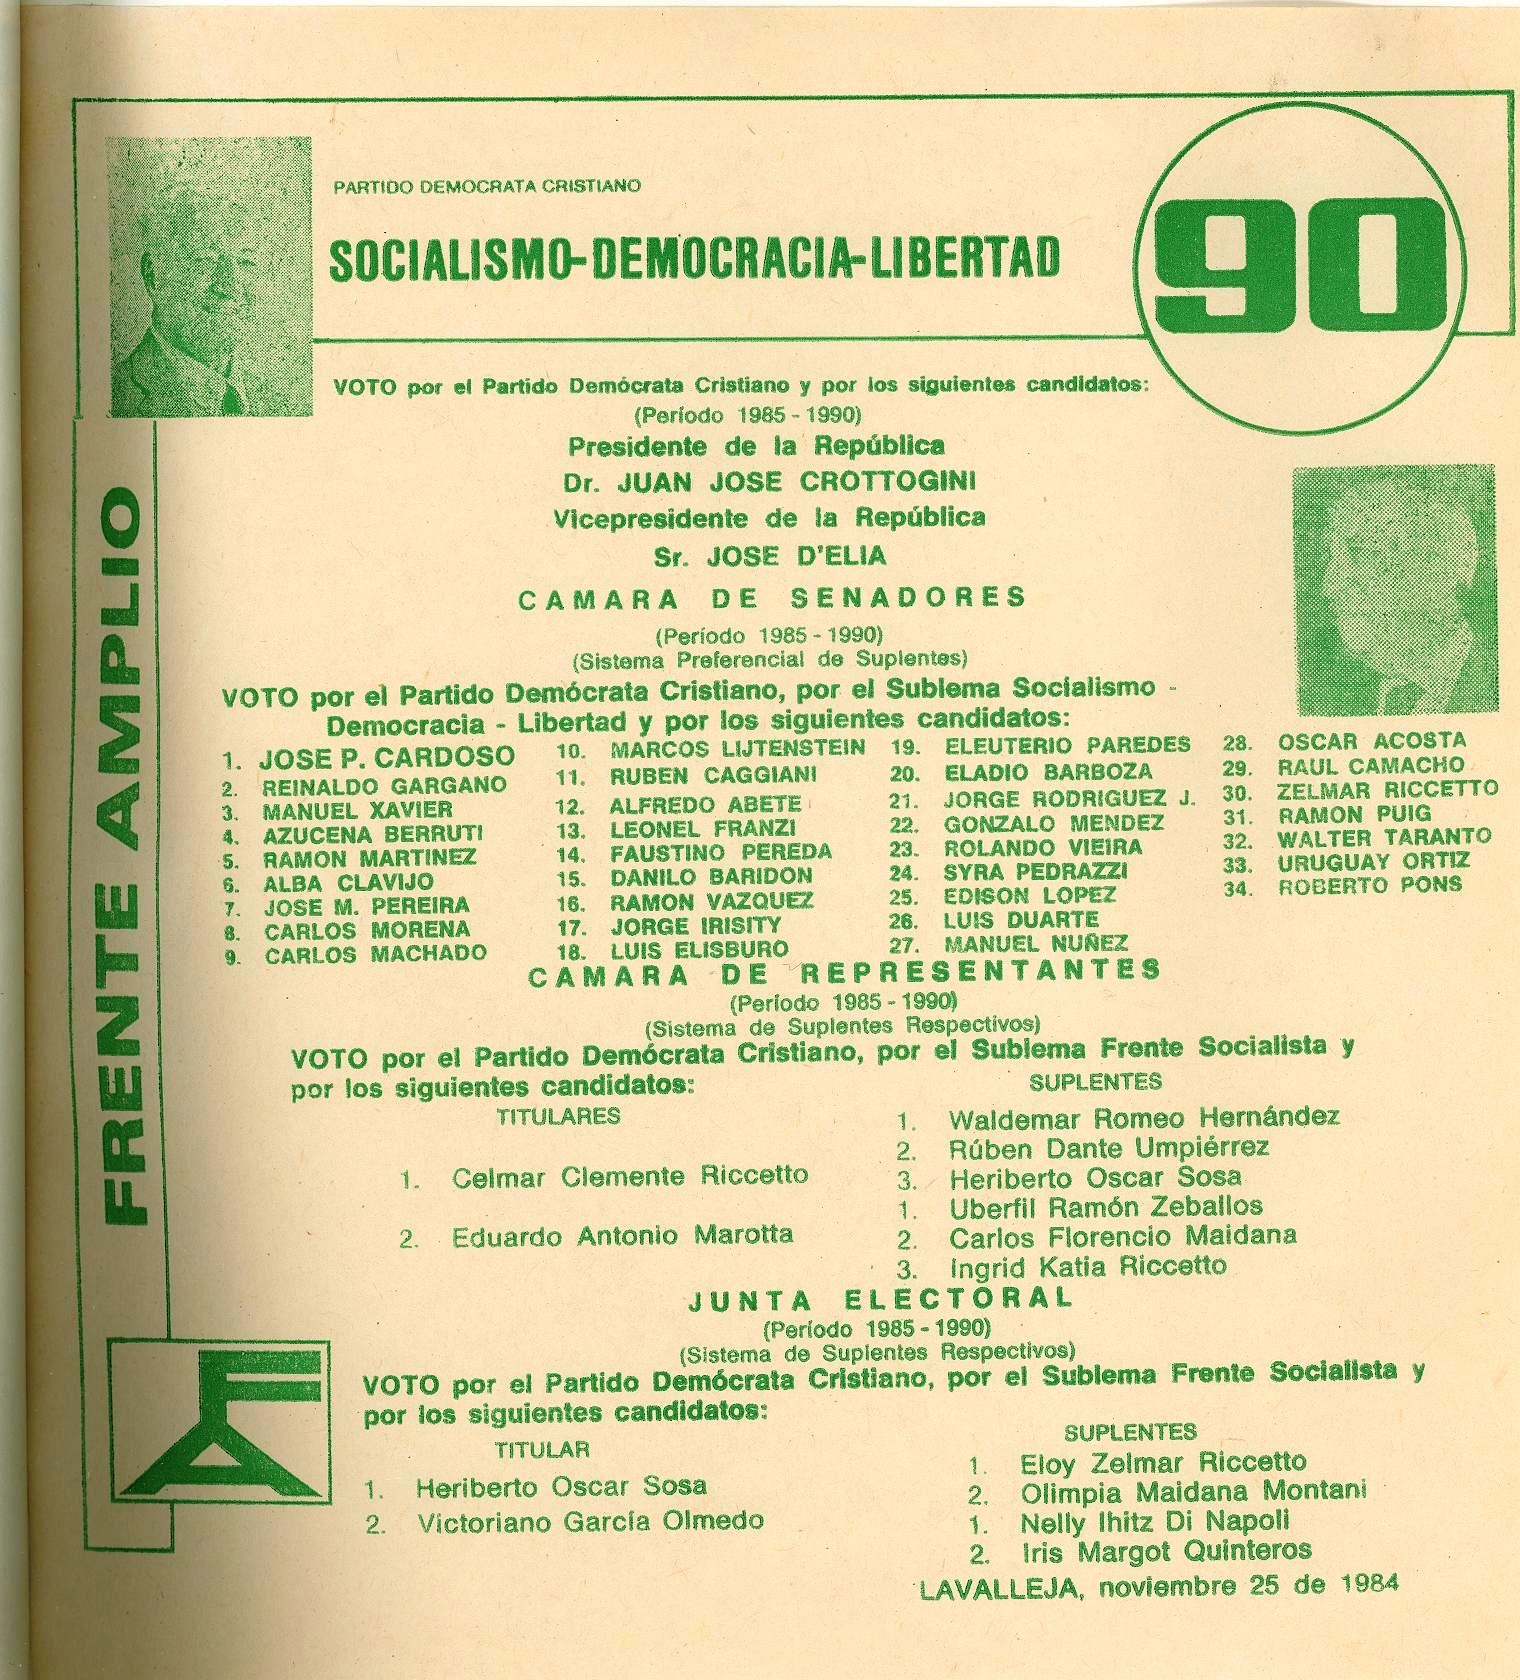 PARTIDO DEMOCRATA CRISTIANO
SOCIALISMO-DEMOCRACIA-LIBERTAD
90
VOTO por el Partido Demócrata Cristiano y por los siguientes candidatos:
(Período 1985 - 1990)
Presidente de la República
Dr. JUAN JOSE CROTTOGINI
Vicepresidente de la República
Sr. JOSE D'ELIA
CAMARA DE SENADORES
(Período 1985 - 1990)
(Sistema Preferencial de Suplentes)
VOTO por el Partido Demócrata Cristiano, por el Sublema Socialismo -
Democracia - Libertad y por los siguientes candidatos:
1. JOSE P. CARDOSO
2. REINALDO GARGANO
3. MANUEL XAVIER
4. AZUCENA BERRUTI
5. RAMON MARTINEZ
6. ALBA CLAVIJO
7. JOSE M. PEREIRA
8. CARLOS MORENA
9. CARLOS MACHADO
10. MARCOS LIJTENSTEIN
11. RUBEN CAGGIANI
12. ALFREDO ABETE
13. LEONEL FRANZI
14. FAUSTINO PEREDA
15. DANILO BARIDON
16. RAMON VAZQUEZ
17. JORGE IRISITY
18. LUIS ELISBURO
19. ELEUTERIO PAREDES
20. ELADIO BARBOZA
21. JORGE RODRIGUEZ J.
22. GONZALO MENDEZ
23. ROLANDO VIEIRA
24. SYRA PEDRAZZI
25. EDISON LOPEZ
26. LUIS DUARTE
27. MANUEL NUÑEZ
28. OSCAR ACOSTA
29. RAUL CAMACHO
30. ZELMAR RICCETTO
31. RAMON PUIG
32. WALTER TARANTO
33. URUGUAY ORTIZ
34. ROBERTO PONS
CAMARA DE REPRESENTANTES
(Período 1985 - 1990)
(Sistema de Suplentes Respectivos)
VOTO por el Partido Demócrata Cristiano, por el Sublema Frente Socialista y
por los siguientes candidatos:
TITULARES
1. Celmar Clemente Riccetto
2. Eduardo Antonio Marotta
SUPLENTES
1. Waldemar Romeo Hernández
2. Rúben Dante Umpiérrez
3. Heriberto Oscar Sosa
1. Uberfil Ramón Zeballos
2. Carlos Florencio Maidana
3. Ingrid Katia Riccetto
JUNTA ELECTORAL
(Período 1985 - 1990)
(Sistema de Suplentes Respectivos)
VOTO por el Partido Demócrata Cristiano, por el Sublema Frente Socialista y
por los siguientes candidatos:
TITULAR
1. Heriberto Oscar Sosa
2. Victoriano García Olmedo
SUPLENTES
1. Eloy Zelmar Riccetto
2. Olimpia Maidana Montani
1. Nelly Ihitz Di Napoli
2. Iris Margot Quinteros
LAVALLEJA, noviembre 25 de 1984
FRENTE AMPLIO
FA